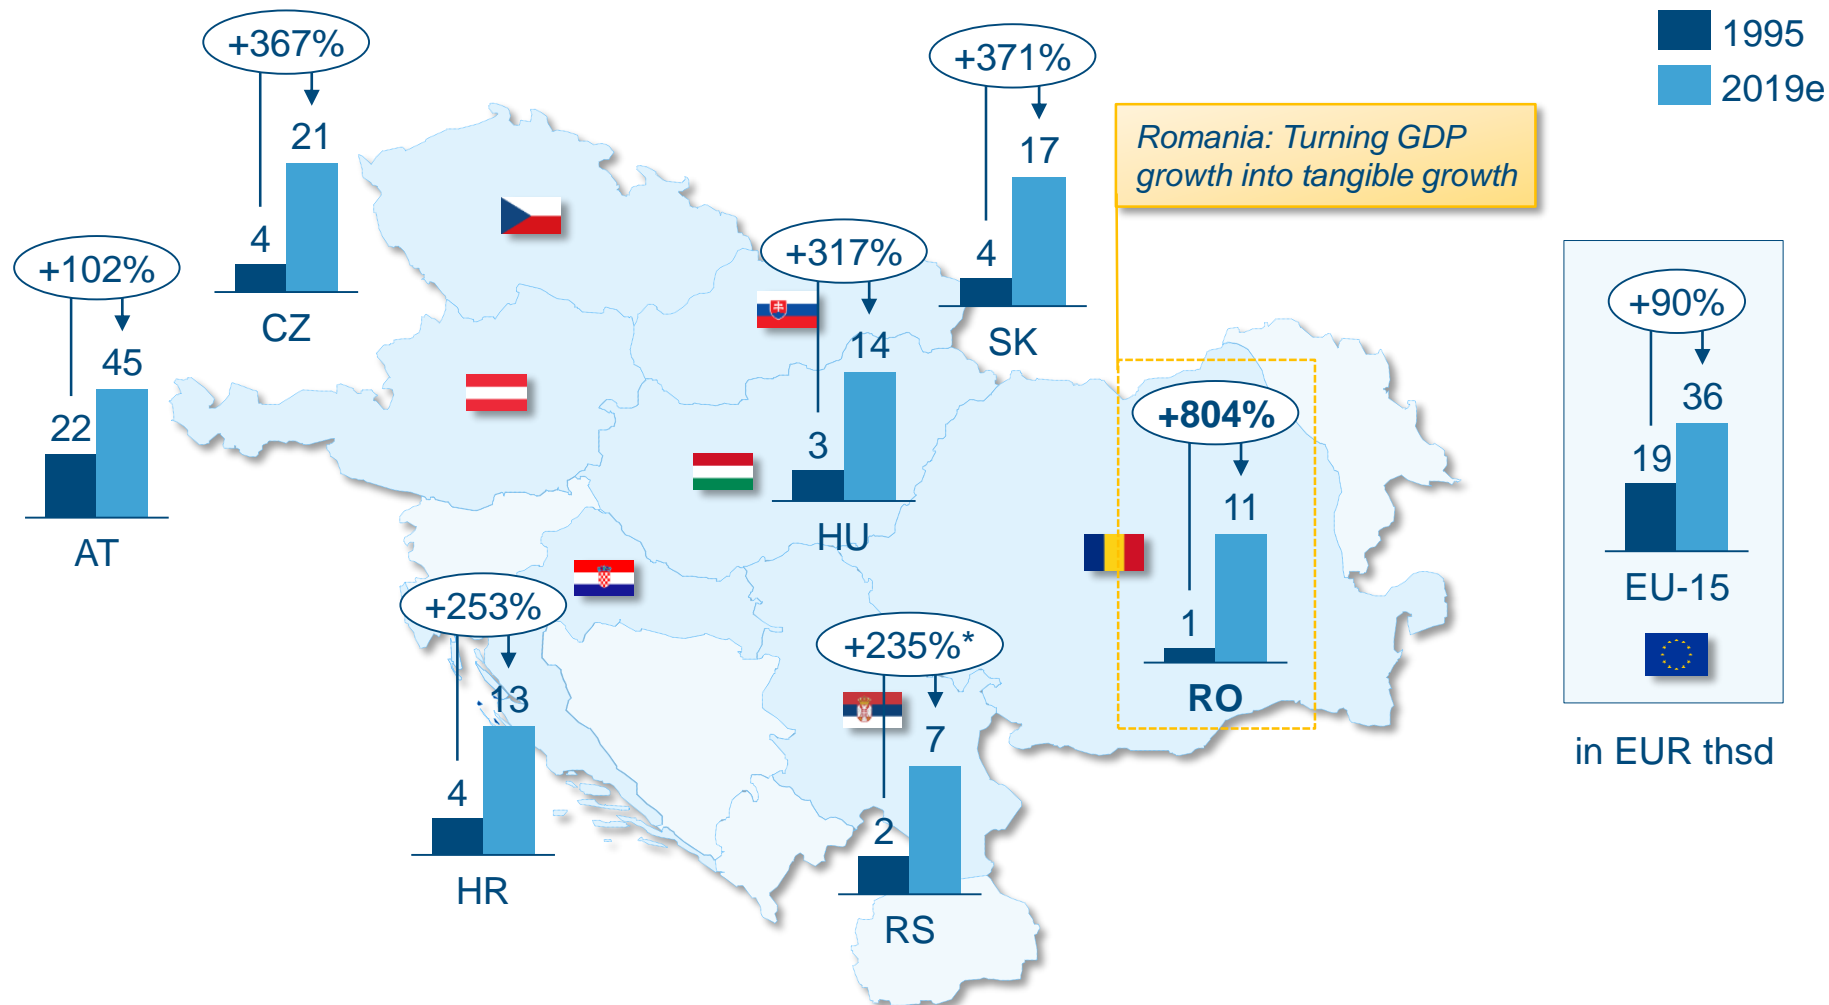 1995
2019e
+367%
21
4
CZ
+371%
17
4
SK
Romania: Turning GDP
growth into tangible growth
+102%
45
22
AT
+317%
14
3
HU
+804%
11
1
RO
+90%
36
19
EU-15
in EUR thsd
+253%
13
4
HR
+235%*
7
2
RS